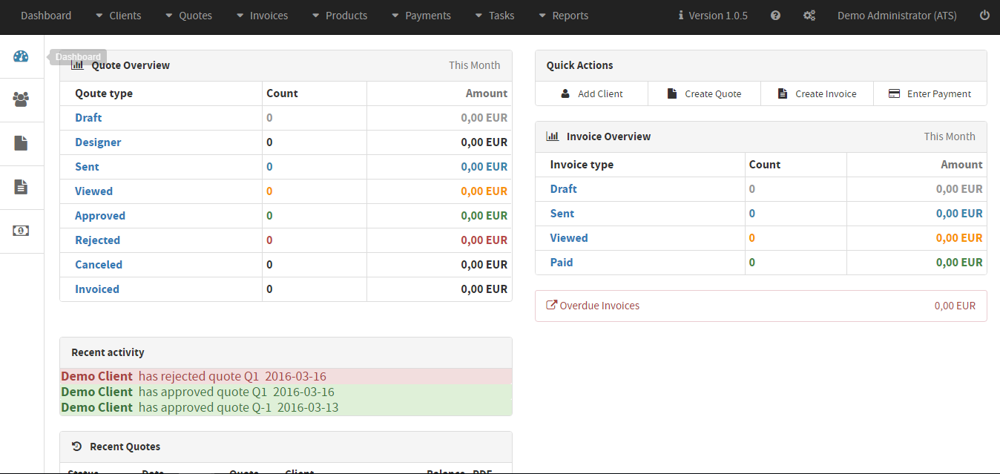 Dashboard Clients Quotes Invoices Products Payments Tasks Reports Version 1.0.5 Demo Administrator (ATS)
Dashboard
Quote Overview This Month
Qoute type Count Amount
Draft 0 0,00 EUR
Designer 0 0,00 EUR
Sent 0 0,00 EUR
Viewed 0 0,00 EUR
Approved 0 0,00 EUR
Rejected 0 0,00 EUR
Canceled 0 0,00 EUR
Invoiced 0 0,00 EUR
Recent activity
Demo Client has rejected quote Q1 2016-03-16
Demo Client has approved quote Q1 2016-03-16
Demo Client has approved quote Q-1 2016-03-13
Recent Quotes
Status Date Quote Client Balance PDF
Quick Actions
Add Client Create Quote Create Invoice Enter Payment
Invoice Overview This Month
Invoice type Count Amount
Draft 0 0,00 EUR
Sent 0 0,00 EUR
Viewed 0 0,00 EUR
Paid 0 0,00 EUR
Overdue Invoices 0,00 EUR